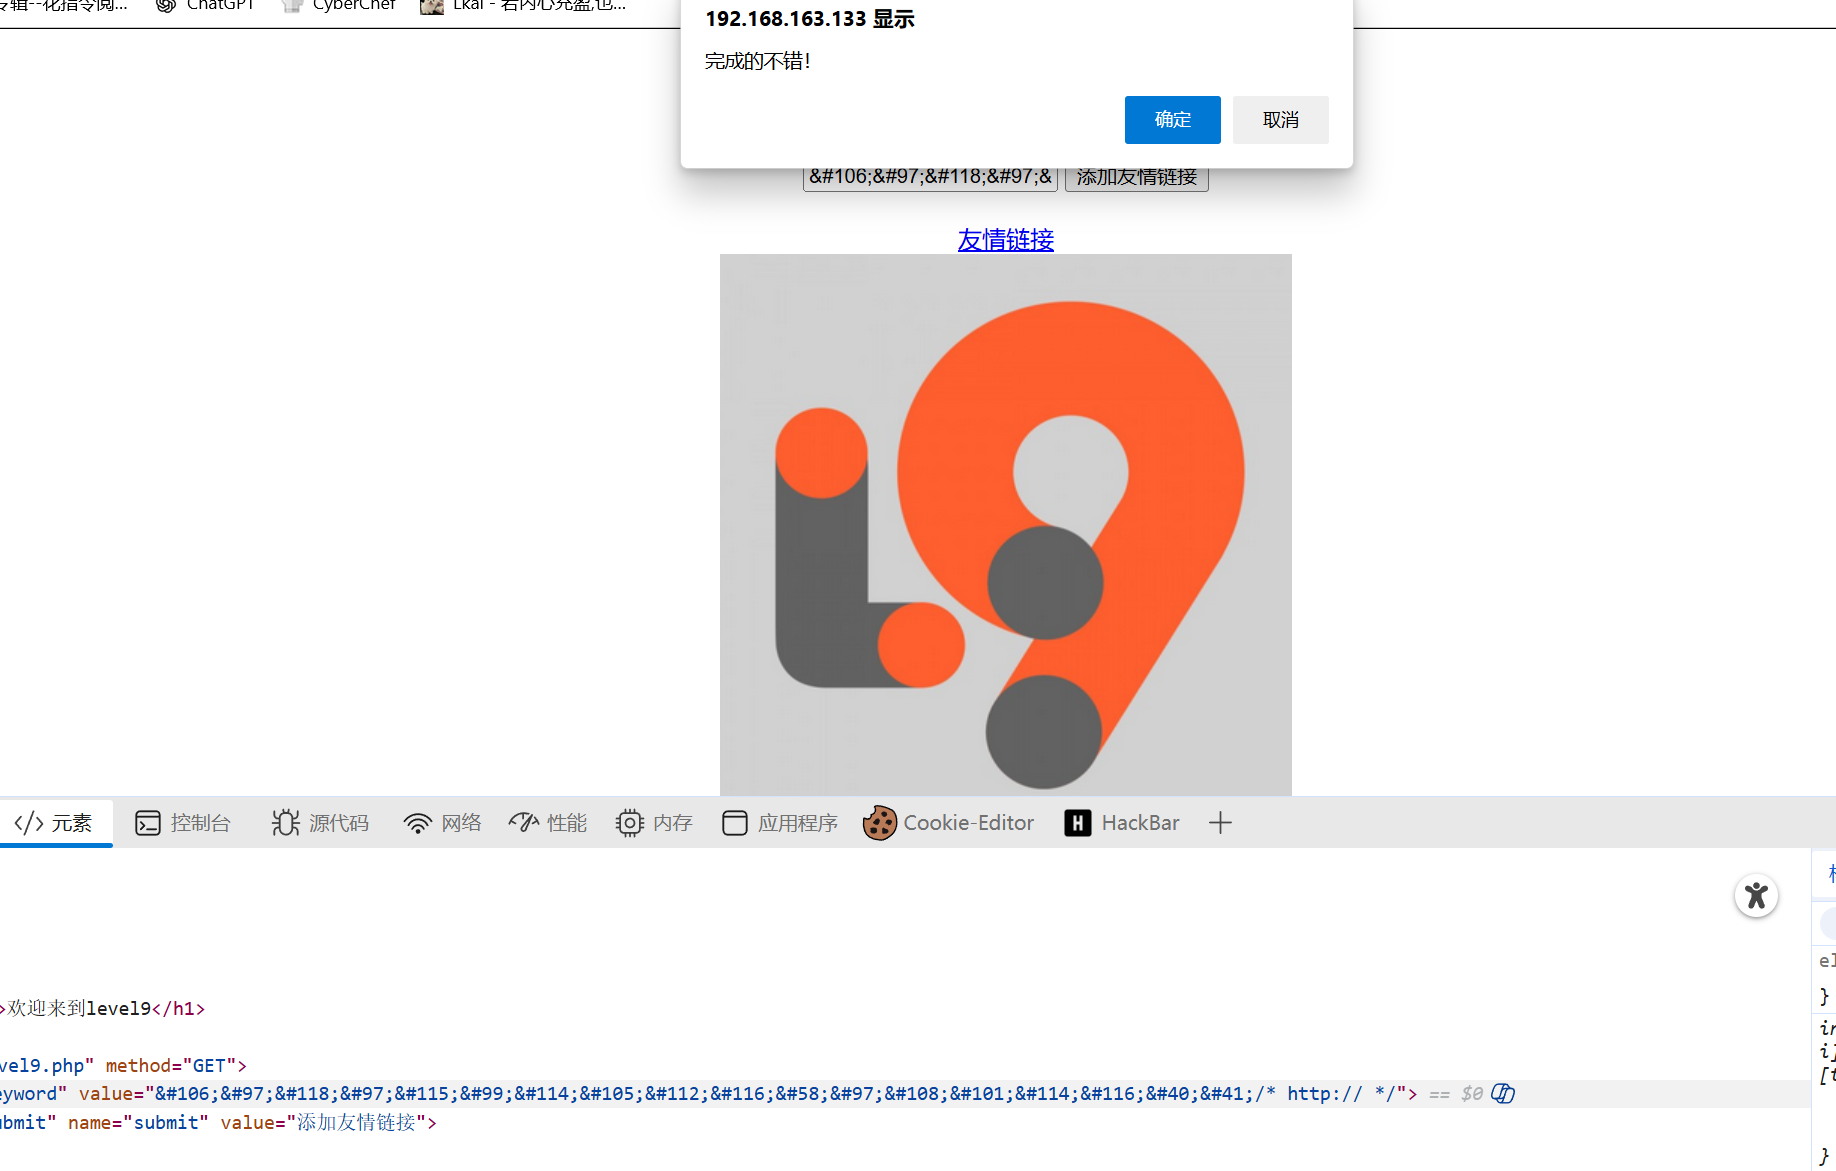 专辑--花指令阅... ChatGPT CyberChef Lkai - 若内心充盈,也...
192.168.163.133 显示
完成的不错!
确定 取消
&#106;&#97;&#118;&#97;& 添加友情链接
友情链接
L9
元素 控制台 源代码 网络 性能 内存 应用程序 Cookie-Editor HackBar
>欢迎来到level9</h1>
vel9.php" method="GET">
eyword" value="&#106;&#97;&#118;&#97;&#115;&#99;&#114;&#105;&#112;&#116;&#58;&#97;&#108;&#101;&#114;&#116;&#40;&#41;/* http:// */"> == $0
ubmit" name="submit" value="添加友情链接">
el
}
in
i]
[t
}